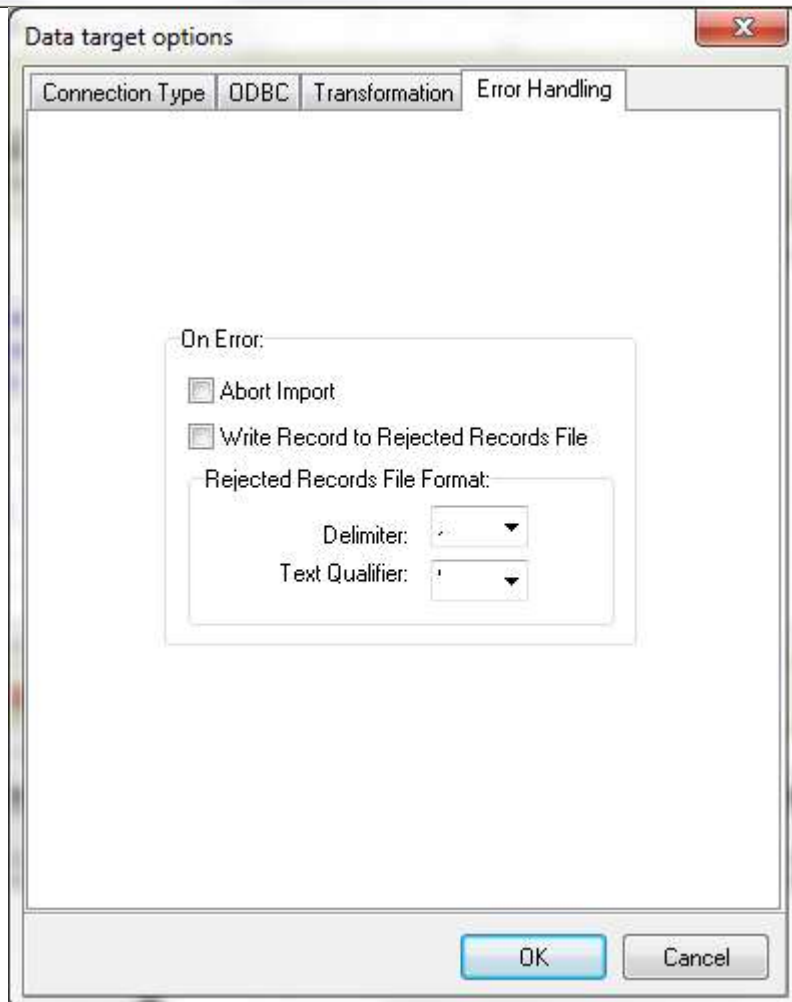 Data target options
Connection Type ODBC Transformation Error Handling
On Error:
Abort Import
Write Record to Rejected Records File
Rejected Records File Format:
Delimiter: ,
Text Qualifier: '
OK Cancel